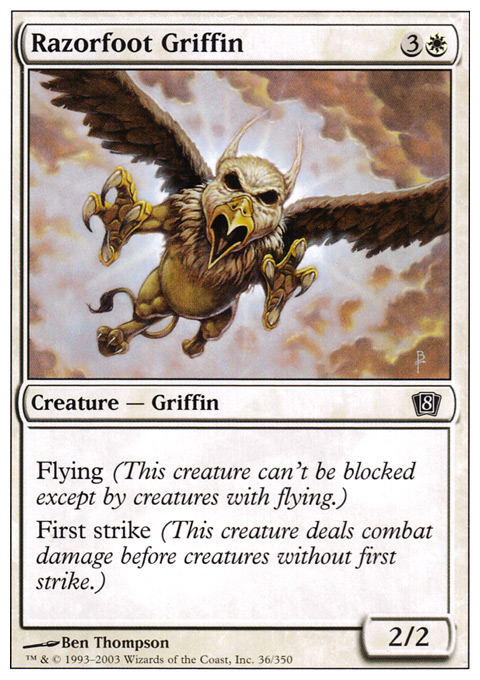 Razorfoot Griffin 3
Creature — Griffin 8
Flying (This creature can't be blocked
except by creatures with flying.)
First strike (This creature deals combat
damage before creatures without first
strike.)
Ben Thompson
2/2
™ & © 1993–2003 Wizards of the Coast, Inc. 36/350